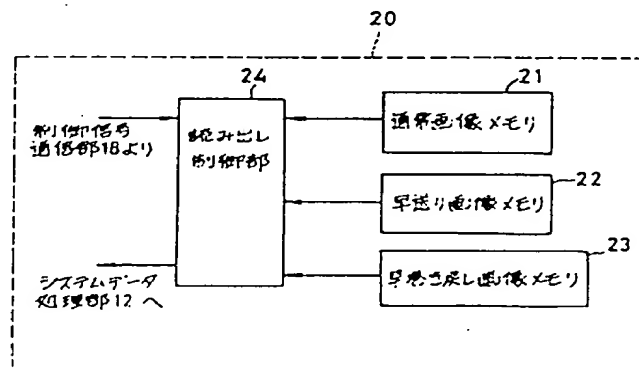 20
24
21
制御信号
通信部18より
読み出し
制御部
通常画像メモリ
22
早送り画像メモリ
23
早巻き戻し画像メモリ
システムデータ
処理部12へ